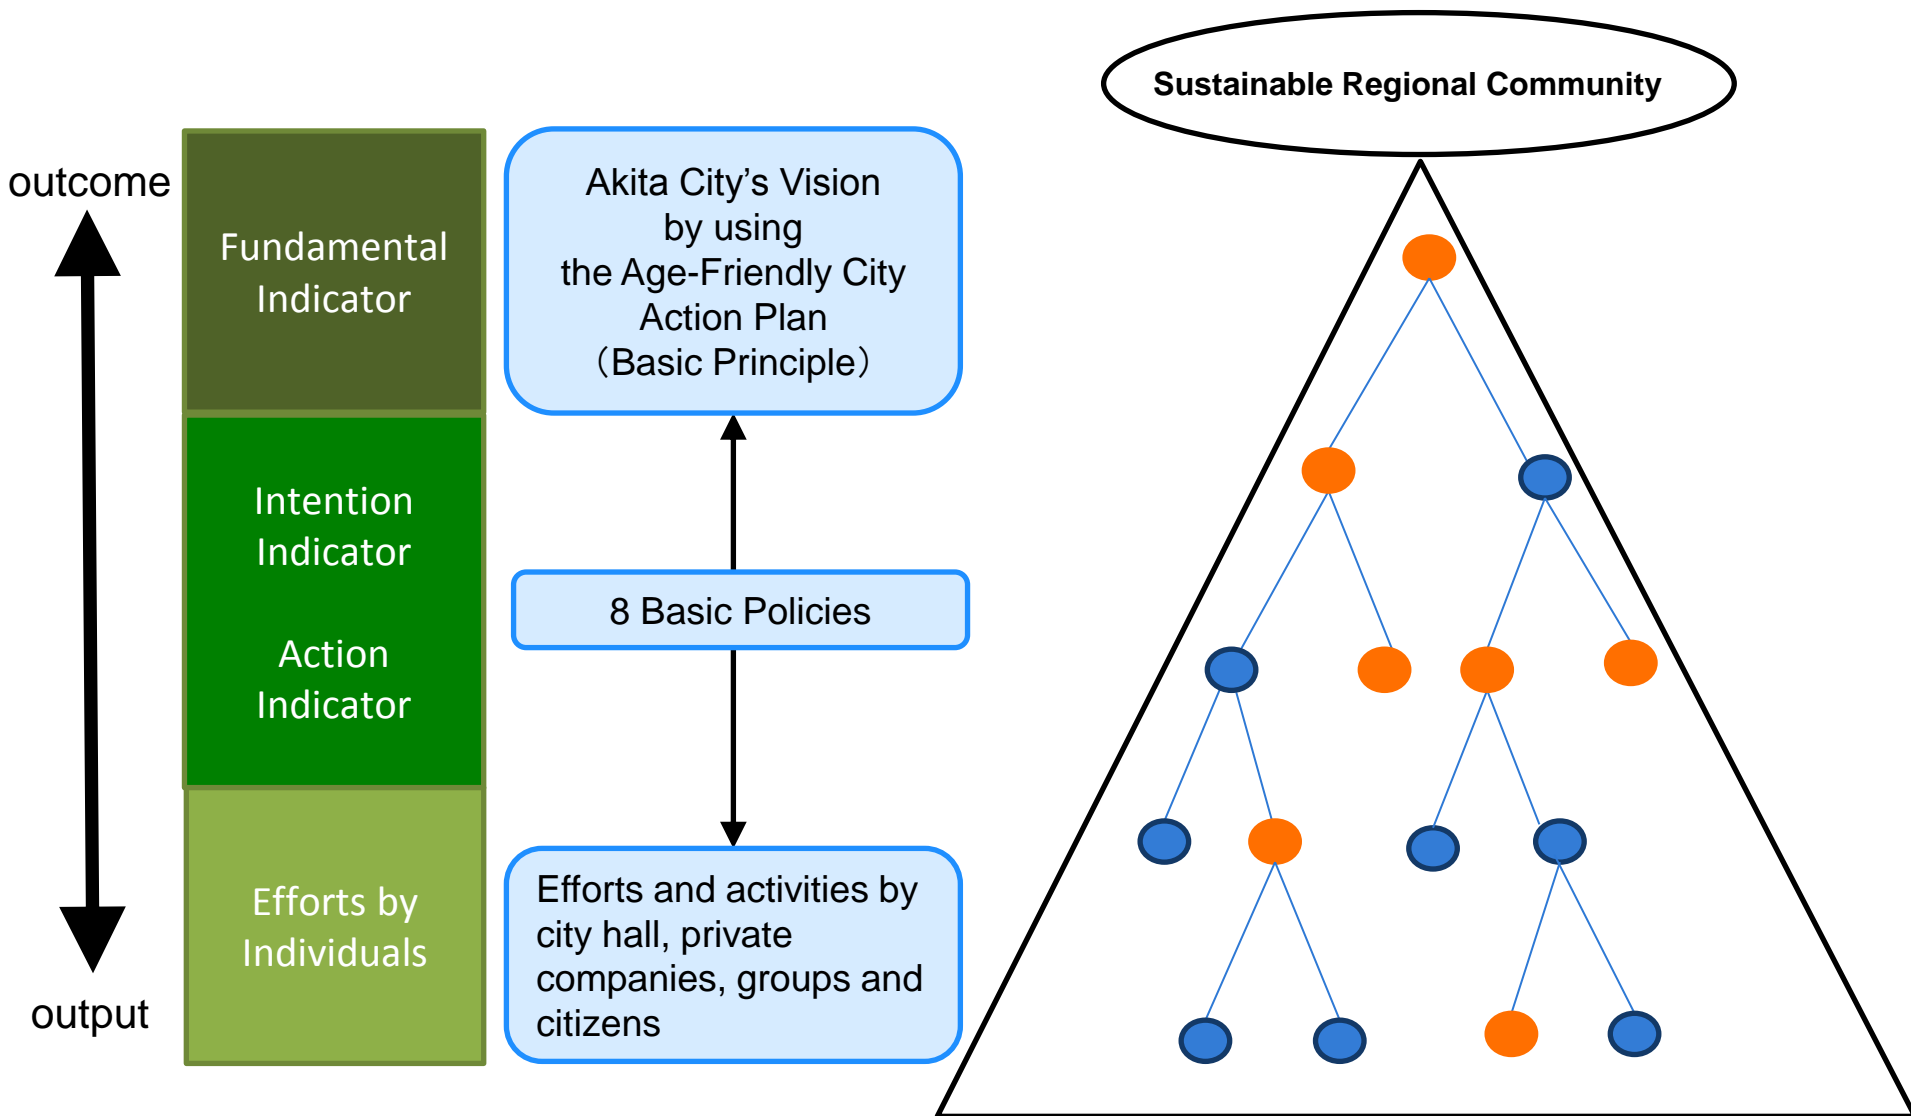 Sustainable Regional Community
outcome
Fundamental
Indicator
Akita City’s Vision
by using
the Age-Friendly City
Action Plan
（Basic Principle）
Intention
Indicator
Action
Indicator
8 Basic Policies
Efforts by
Individuals
Efforts and activities by
city hall, private
companies, groups and
citizens
output